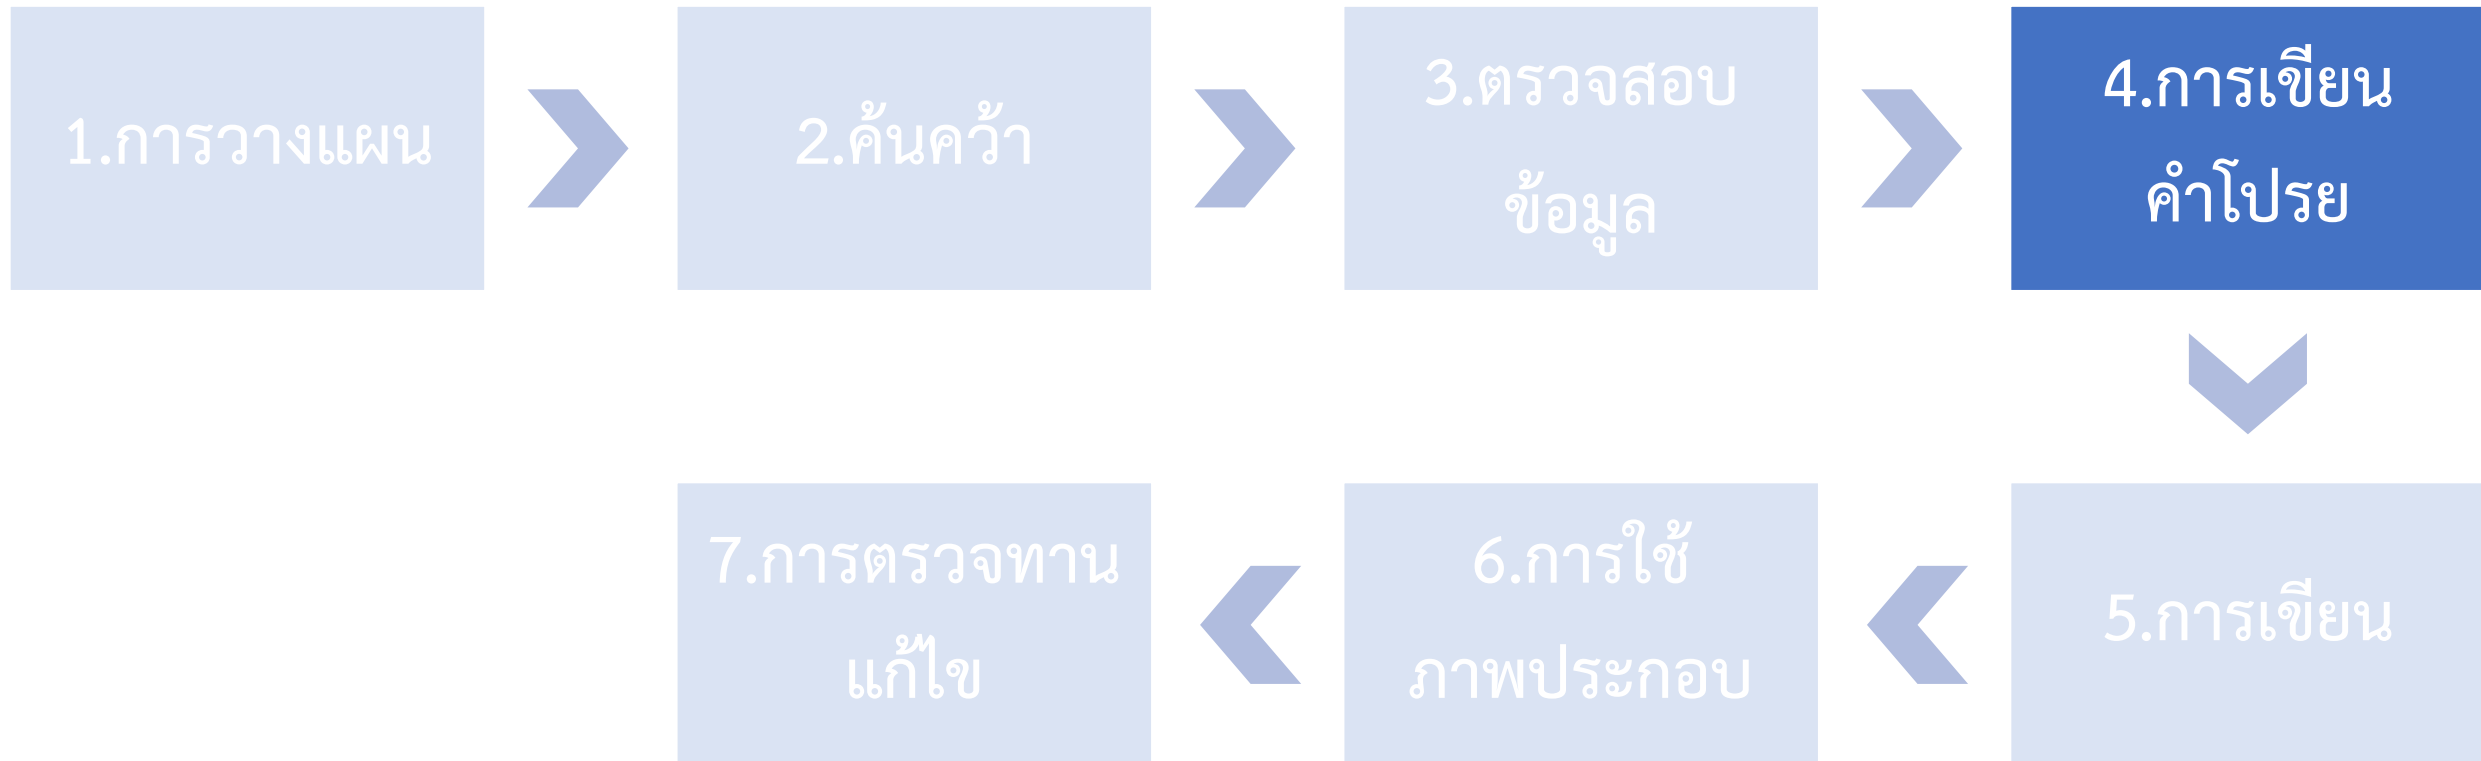 1.การวางแผน
2.ค้นคว้า
3.ตรวจสอบ
ข้อมูล
4.การเขียน
คำโปรย
5.การเขียน
6.การใช้
ภาพประกอบ
7.การตรวจทาน
แก้ไข